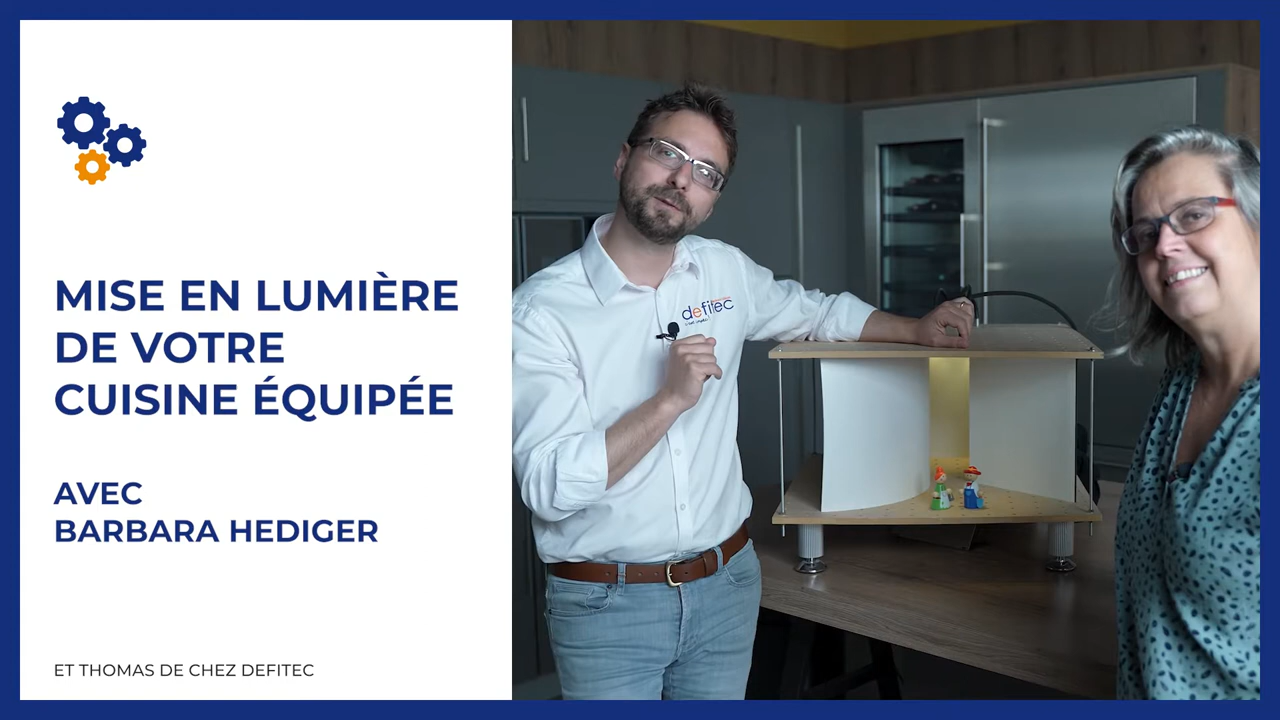 MISE EN LUMIÈRE
DE VOTRE
CUISINE ÉQUIPÉE
AVEC
BARBARA HEDIGER
ET THOMAS DE CHEZ DEFITEC
defitec